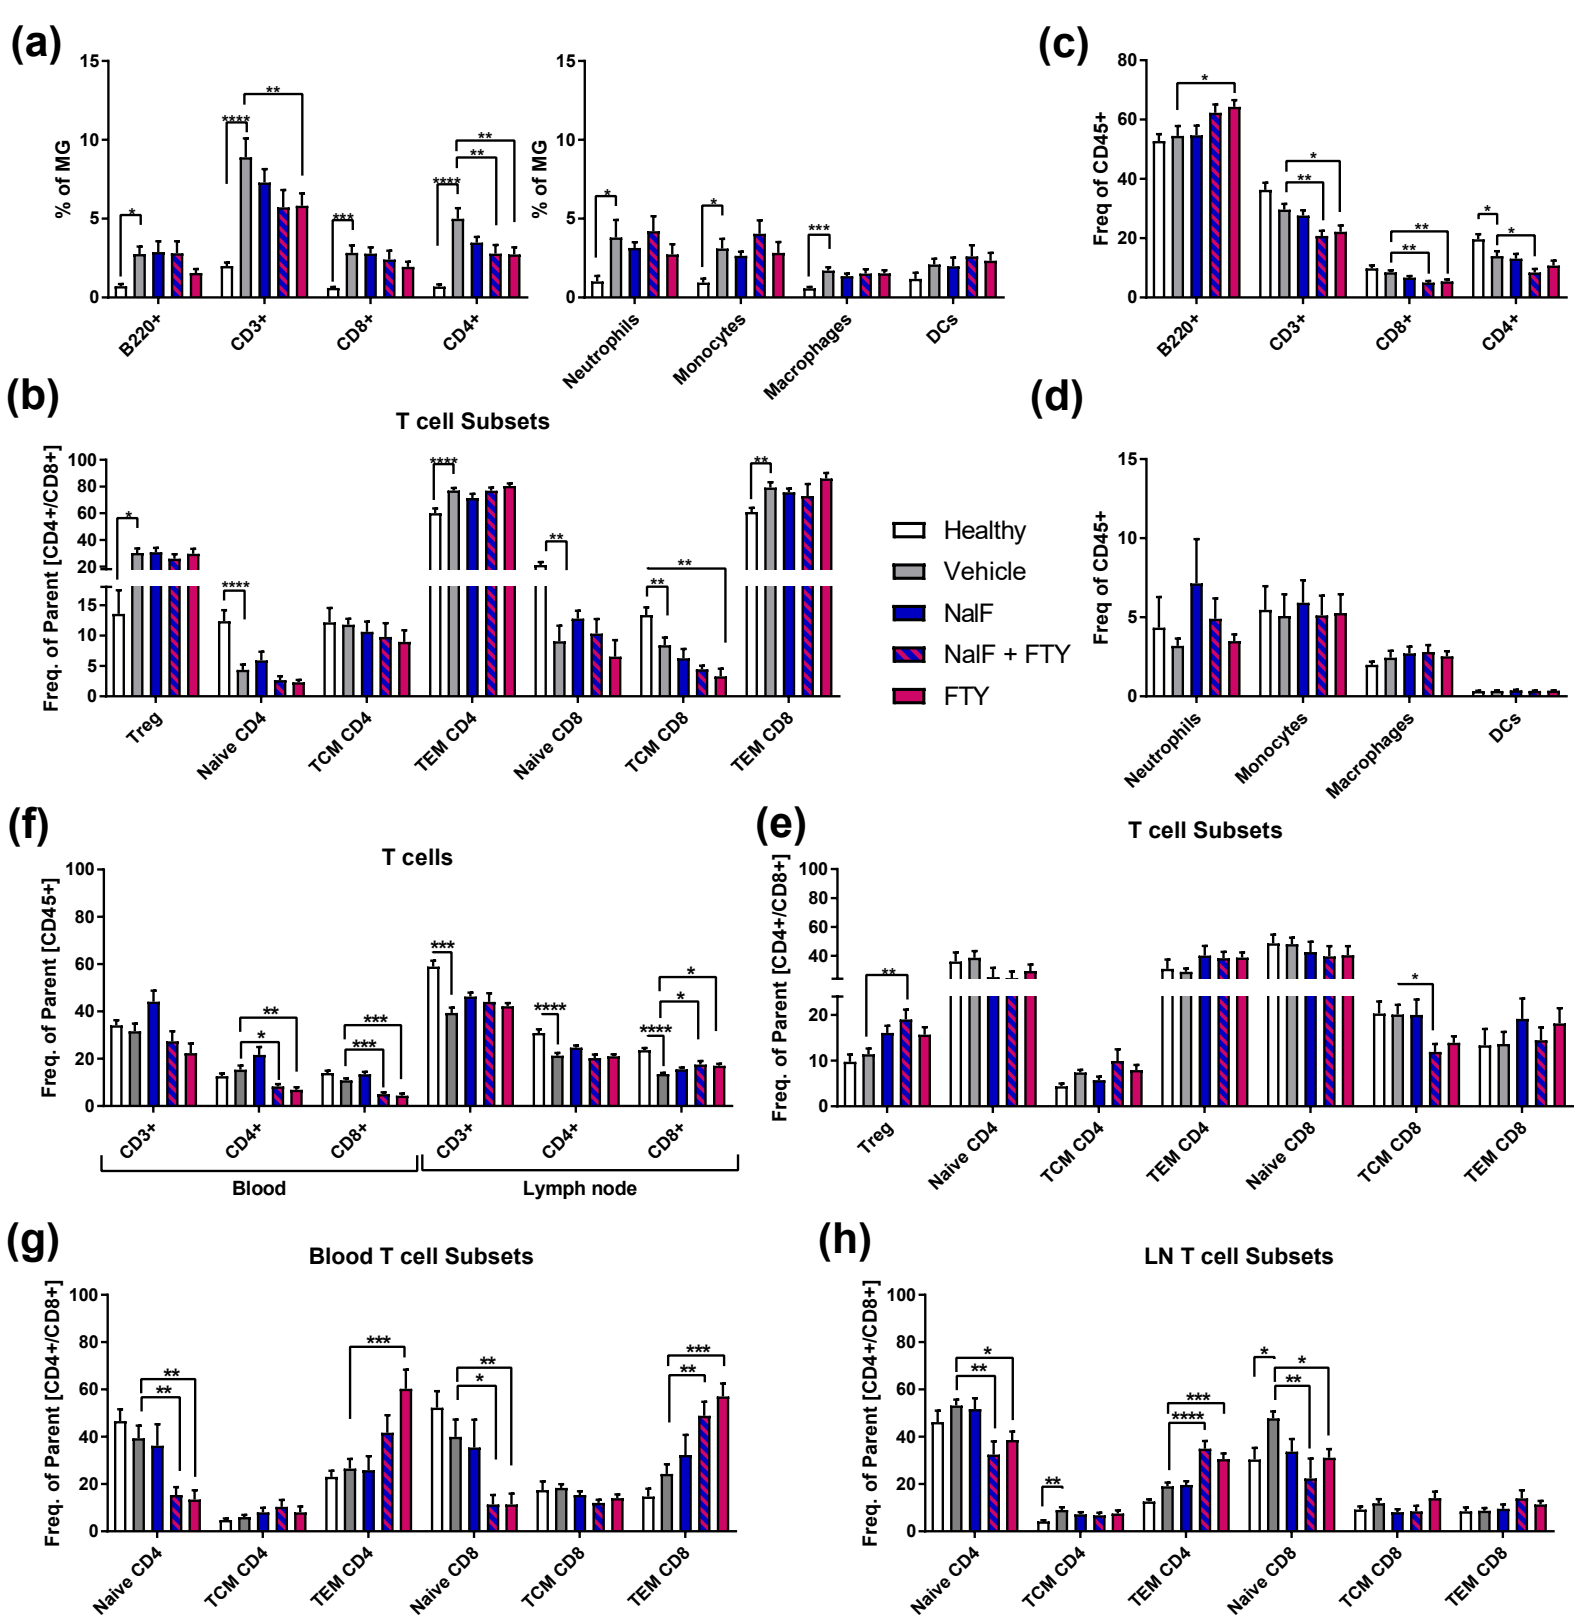 (a)
% of MG
15
10
5
0
* **** ** *** **** ** **
B220+ CD3+ CD8+ CD4+
% of MG
15
10
5
0
* * ***
Neutrophils Monocytes Macrophages DCs
(c)
Freq of CD45+
80
60
40
20
0
* * ** ** ** * *
B220+ CD3+ CD8+ CD4+
(b)
T cell Subsets
Freq. of Parent [CD4+/CD8+]
100
80
60
40
20
15
10
5
0
* **** **** ** ** ** **
Treg Naive CD4 TCM CD4 TEM CD4 Naive CD8 TCM CD8 TEM CD8
Healthy
Vehicle
NalF
NalF + FTY
FTY
(d)
Freq of CD45+
15
10
5
0
Neutrophils Monocytes Macrophages DCs
(f)
T cells
Freq. of Parent [CD45+]
100
80
60
40
20
0
** * *** *** *** **** **** * *
CD3+ CD4+ CD8+ CD3+ CD4+ CD8+
Blood Lymph node
(e)
T cell Subsets
Freq. of Parent [CD4+/CD8+]
100
80
60
40
20
10
0
** *
Treg Naive CD4 TCM CD4 TEM CD4 Naive CD8 TCM CD8 TEM CD8
(g)
Blood T cell Subsets
Freq. of Parent [CD4+/CD8+]
100
80
60
40
20
0
** ** *** ** * *** **
Naive CD4 TCM CD4 TEM CD4 Naive CD8 TCM CD8 TEM CD8
(h)
LN T cell Subsets
Freq. of Parent [CD4+/CD8+]
100
80
60
40
20
0
* ** ** *** **** * * **
Naive CD4 TCM CD4 TEM CD4 Naive CD8 TCM CD8 TEM CD8